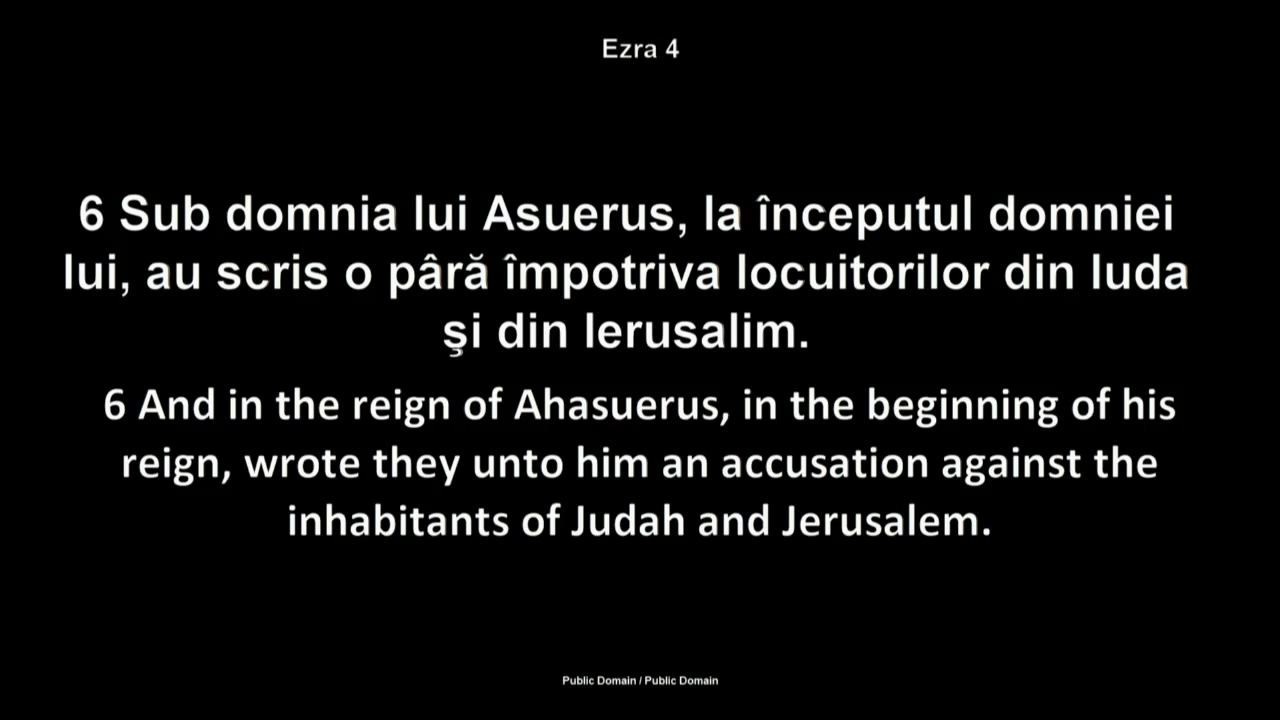 Ezra 4
6 Sub domnia lui Asuerus, la începutul domniei
lui, au scris o pâră împotriva locuitorilor din Iuda
şi din Ierusalim.
6 And in the reign of Ahasuerus, in the beginning of his
reign, wrote they unto him an accusation against the
inhabitants of Judah and Jerusalem.
Public Domain / Public Domain